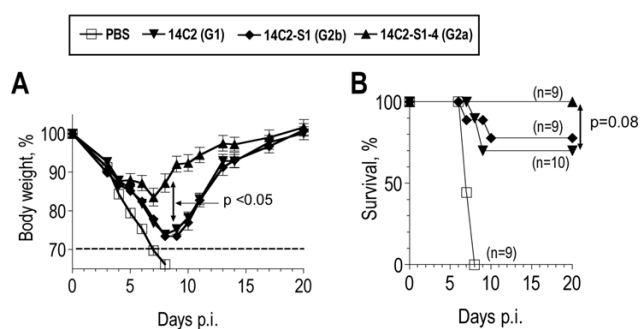 PBS 14C2 (G1) 14C2-S1 (G2b) 14C2-S1-4 (G2a)
A
Body weight, %
100
90
80
70
p <0.05
0 5 10 15 20
Days p.i.
B
Survival, %
100
50
0
(n=9)
(n=9)
(n=10)
(n=9)
p=0.08
0 5 10 15 20
Days p.i.